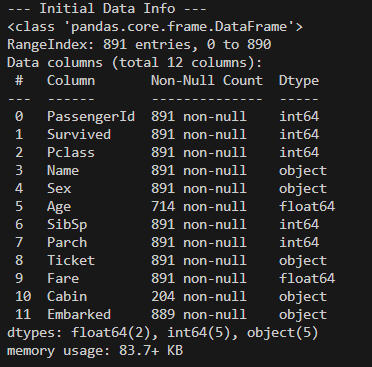 --- Initial Data Info ---
<class 'pandas.core.frame.DataFrame'>
RangeIndex: 891 entries, 0 to 890
Data columns (total 12 columns):
 #   Column       Non-Null Count  Dtype
---  ------       --------------  -----
 0   PassengerId  891 non-null    int64
 1   Survived     891 non-null    int64
 2   Pclass       891 non-null    int64
 3   Name         891 non-null    object
 4   Sex          891 non-null    object
 5   Age          714 non-null    float64
 6   SibSp        891 non-null    int64
 7   Parch        891 non-null    int64
 8   Ticket       891 non-null    object
 9   Fare         891 non-null    float64
 10  Cabin        204 non-null    object
 11  Embarked     889 non-null    object
dtypes: float64(2), int64(5), object(5)
memory usage: 83.7+ KB